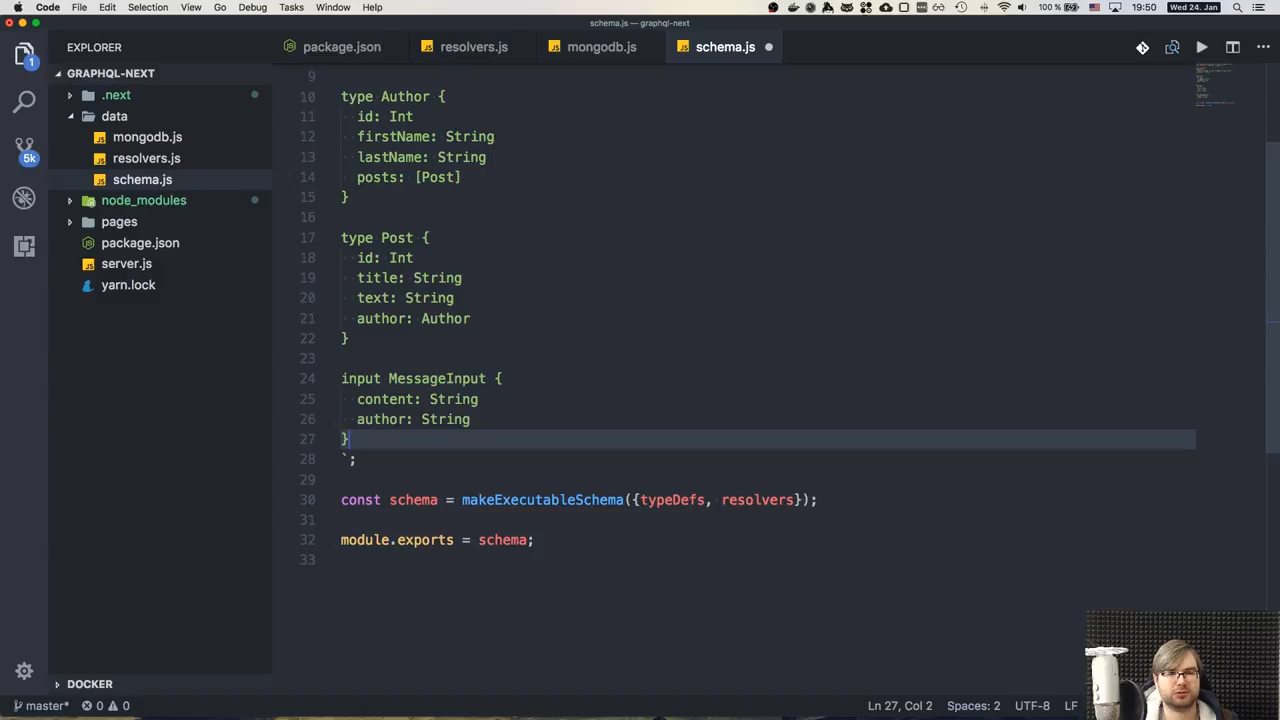 Code File Edit Selection View Go Debug Tasks Window Help 100 % 19:50 Wed 24. Jan
schema.js — graphql-next
EXPLORER
package.json
resolvers.js
mongodb.js
schema.js
GRAPHQL-NEXT
.next
data
mongodb.js
resolvers.js
schema.js
node_modules
pages
package.json
server.js
yarn.lock
DOCKER
1
5k
9
10 type Author {
11 id: Int
12 firstName: String
13 lastName: String
14 posts: [Post]
15 }
16
17 type Post {
18 id: Int
19 title: String
20 text: String
21 author: Author
22 }
23
24 input MessageInput {
25 content: String
26 author: String
27 }
28 `;
29
30 const schema = makeExecutableSchema({typeDefs, resolvers});
31
32 module.exports = schema;
33
master* 0 0 Ln 27, Col 2 Spaces: 2 UTF-8 LF